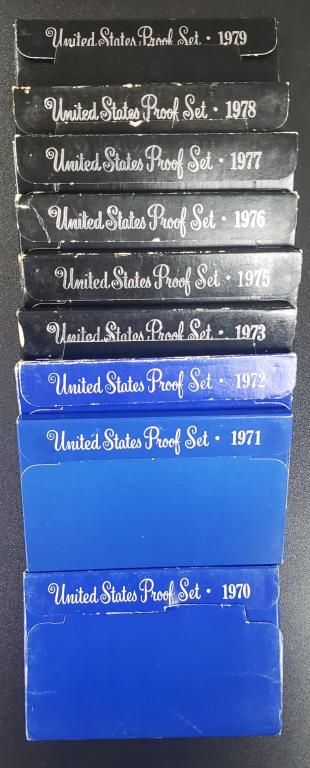 United States Proof Set • 1979
United States Proof Set • 1978
United States Proof Set • 1977
United States Proof Set • 1976
United States Proof Set • 1975
United States Proof Set • 1973
United States Proof Set • 1972
United States Proof Set • 1971
United States Proof Set • 1970